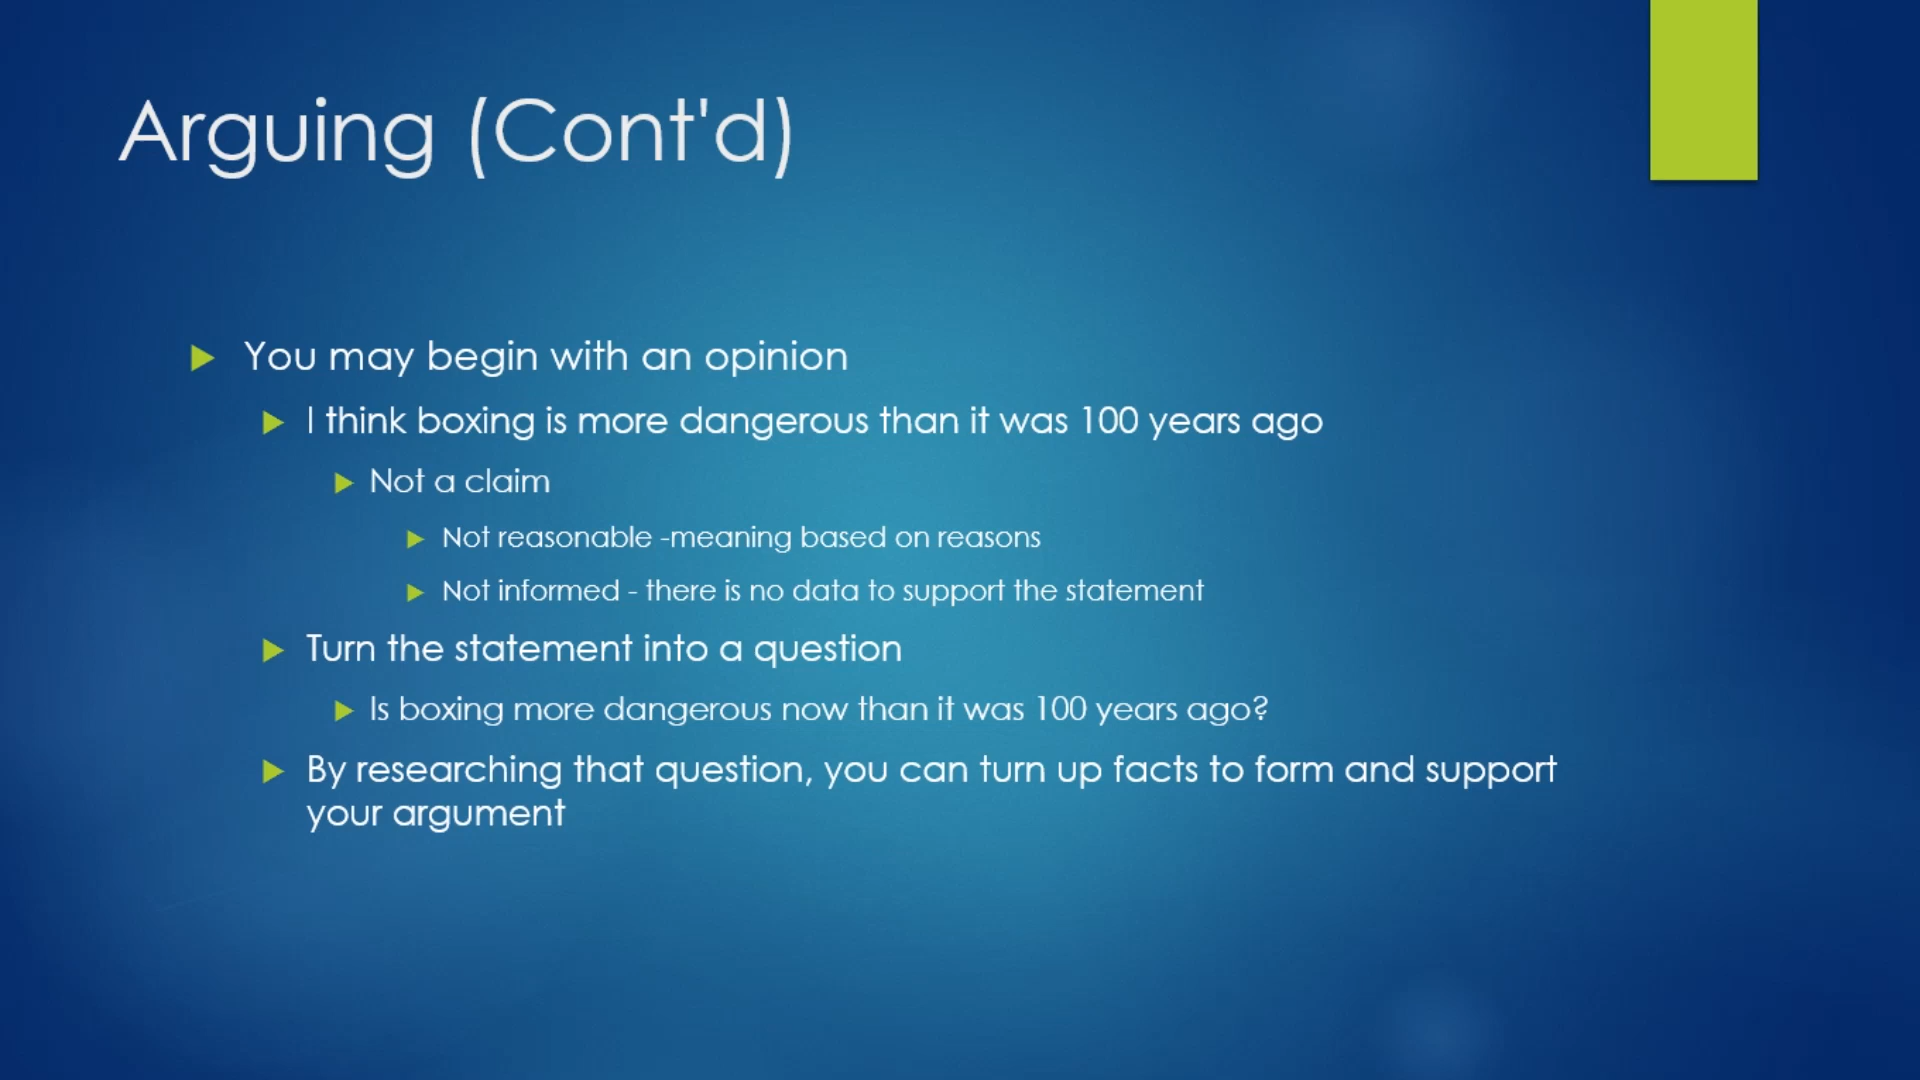 Arguing (Cont'd)
You may begin with an opinion
I think boxing is more dangerous than it was 100 years ago
Not a claim
Not reasonable -meaning based on reasons
Not informed - there is no data to support the statement
Turn the statement into a question
Is boxing more dangerous now than it was 100 years ago?
By researching that question, you can turn up facts to form and support
your argument